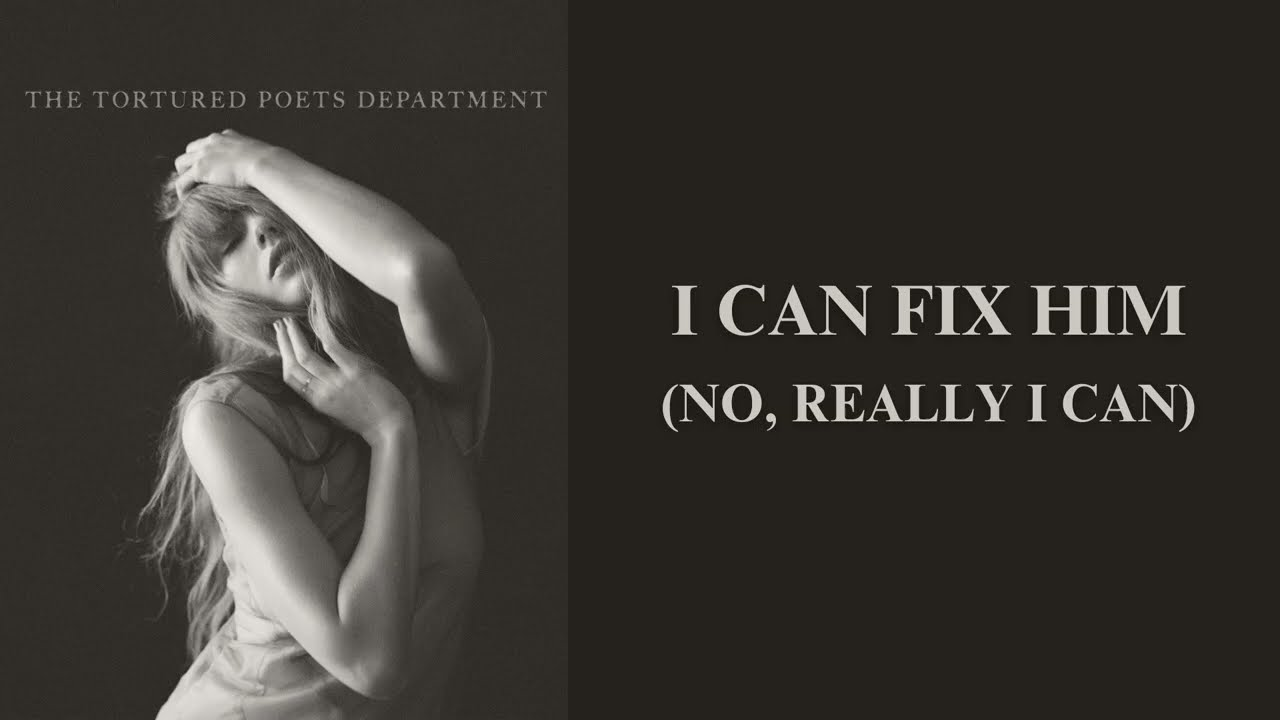 THE TORTURED POETS DEPARTMENT
I CAN FIX HIM
(NO, REALLY I CAN)